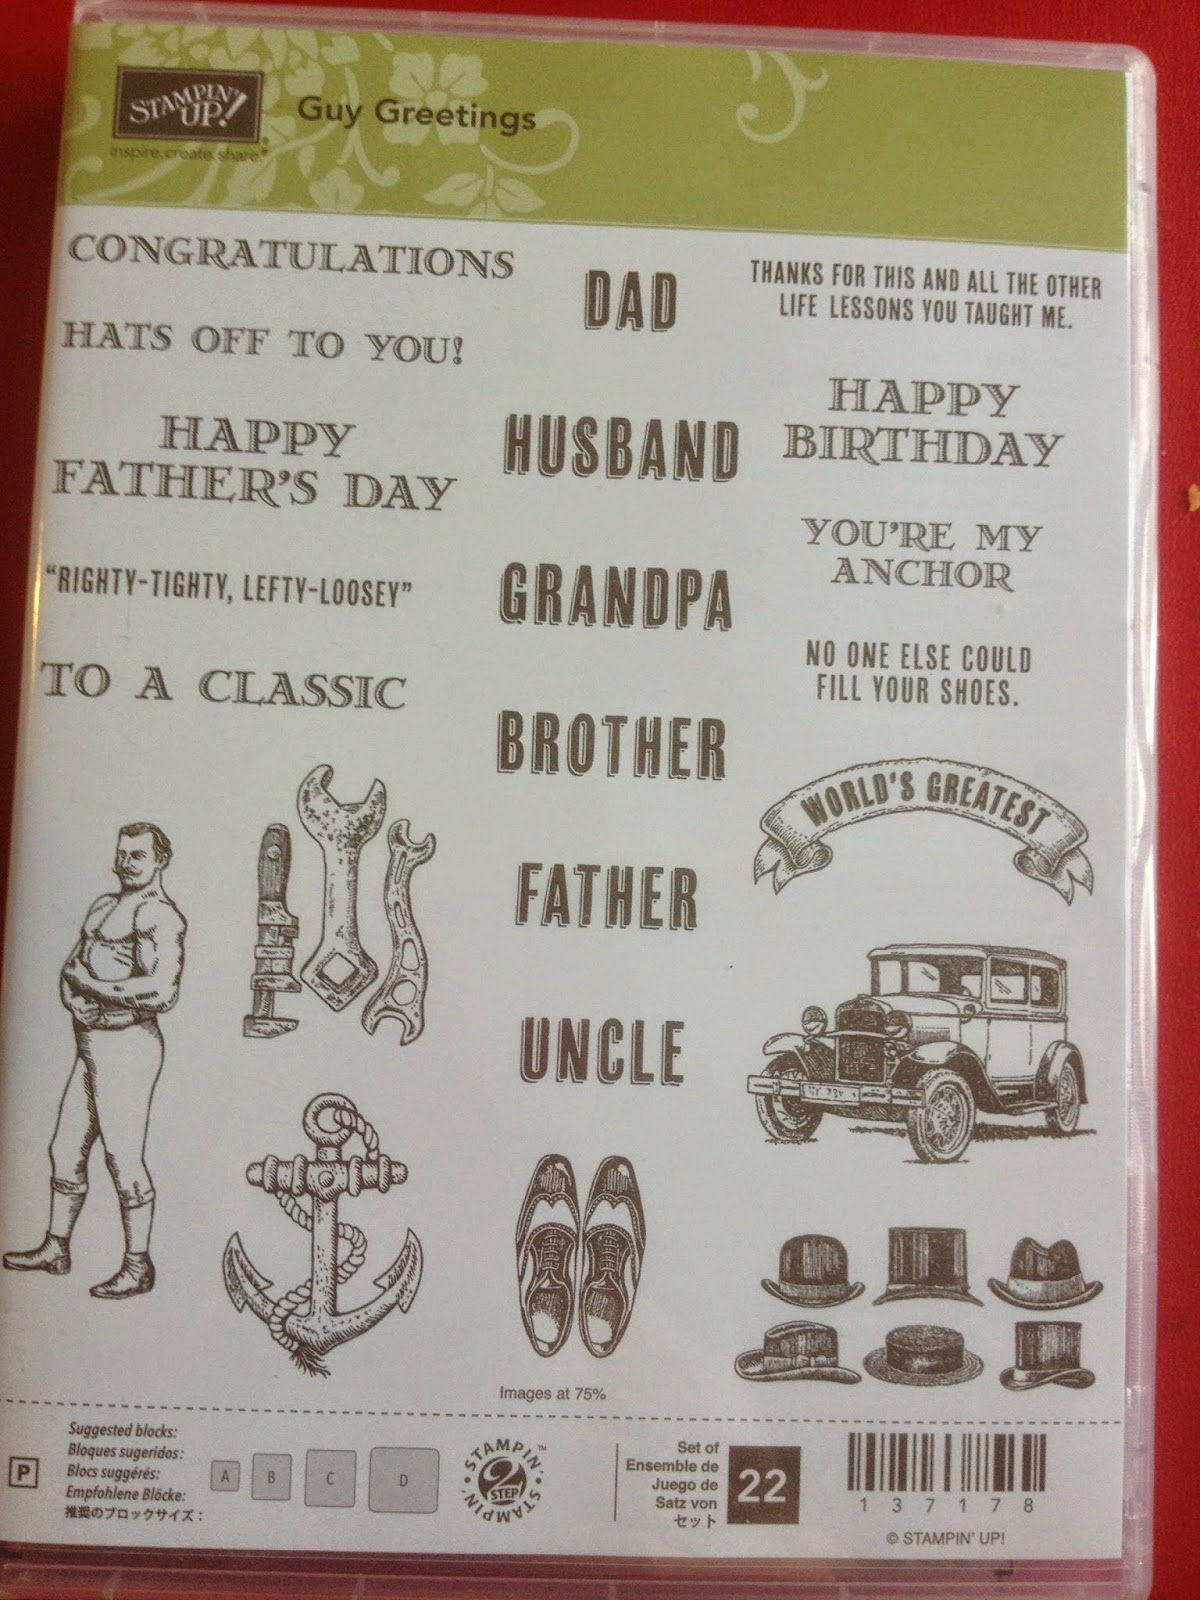 STAMPIN' UP!®
inspire.create.share.®
Guy Greetings
CONGRATULATIONS
HATS OFF TO YOU!
HAPPY
FATHER'S DAY
"RIGHTY-TIGHTY, LEFTY-LOOSEY"
TO A CLASSIC
DAD
HUSBAND
GRANDPA
BROTHER
FATHER
UNCLE
THANKS FOR THIS AND ALL THE OTHER
LIFE LESSONS YOU TAUGHT ME.
HAPPY
BIRTHDAY
YOU'RE MY
ANCHOR
NO ONE ELSE COULD
FILL YOUR SHOES.
WORLD'S GREATEST
Images at 75%
P
Suggested blocks:
Bloques sugeridos:
Blocs suggérés:
Empfohlene Blöcke:
推奨のブロックサイズ：
A B C D
STAMPIN'™
2
STEP
STAMPIN'
Set of
Ensemble de
Juego de
Satz von
セット
22
137178
© STAMPIN' UP!